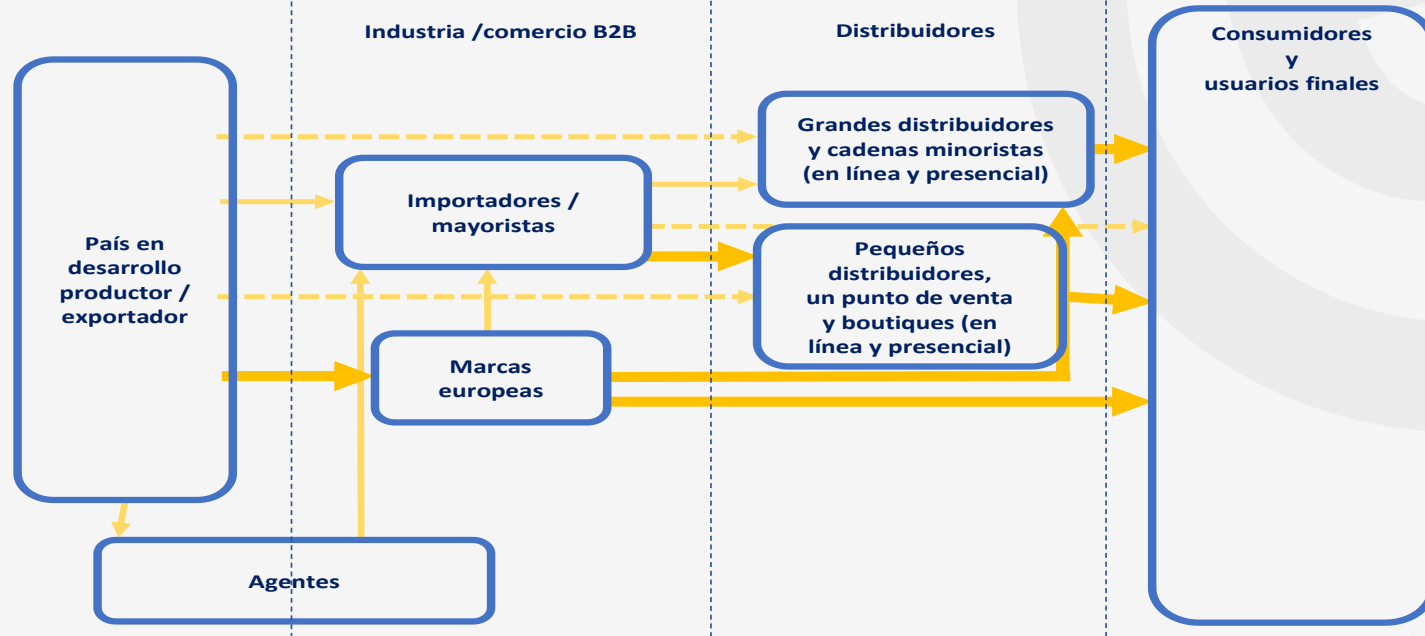 Industria /comercio B2B
Distribuidores
Consumidores
y
usuarios finales
Grandes distribuidores
y cadenas minoristas
(en línea y presencial)
Importadores /
mayoristas
País en
desarrollo
productor /
exportador
Pequeños
distribuidores,
un punto de venta
y boutiques (en
línea y presencial)
Marcas
europeas
Agentes